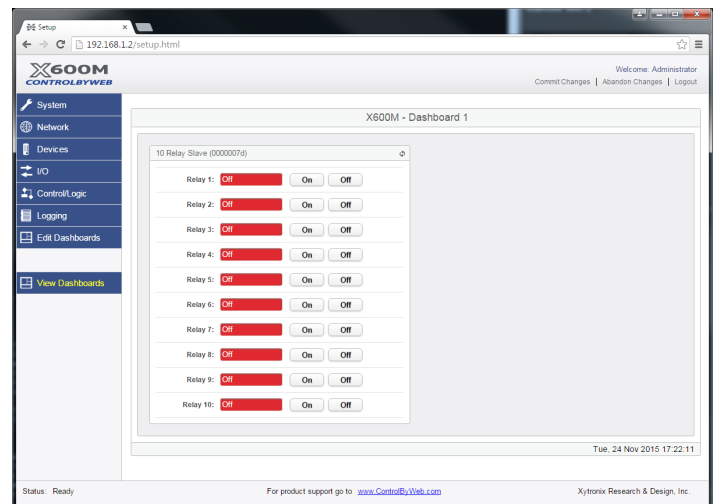 Setup ×
192.168.1.2/setup.html
X600M
CONTROLBYWEB
Welcome: Administrator
Commit Changes | Abandon Changes | Logout
System
Network
Devices
I/O
Control/Logic
Logging
Edit Dashboards
View Dashboards
X600M - Dashboard 1
10 Relay Slave (0000007d)
Relay 1: Off On Off
Relay 2: Off On Off
Relay 3: Off On Off
Relay 4: Off On Off
Relay 5: Off On Off
Relay 6: Off On Off
Relay 7: Off On Off
Relay 8: Off On Off
Relay 9: Off On Off
Relay 10: Off On Off
Tue, 24 Nov 2015 17:22:11
Status: Ready
For product support go to www.ControlByWeb.com
Xytronix Research & Design, Inc.